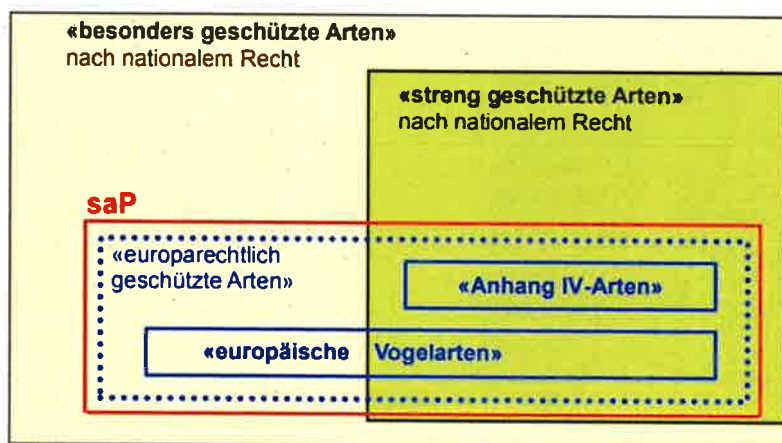 «besonders geschützte Arten»
nach nationalem Recht
«streng geschützte Arten»
nach nationalem Recht
saP
«europarechtlich
geschützte Arten»
«Anhang IV-Arten»
«europäische Vogelarten»